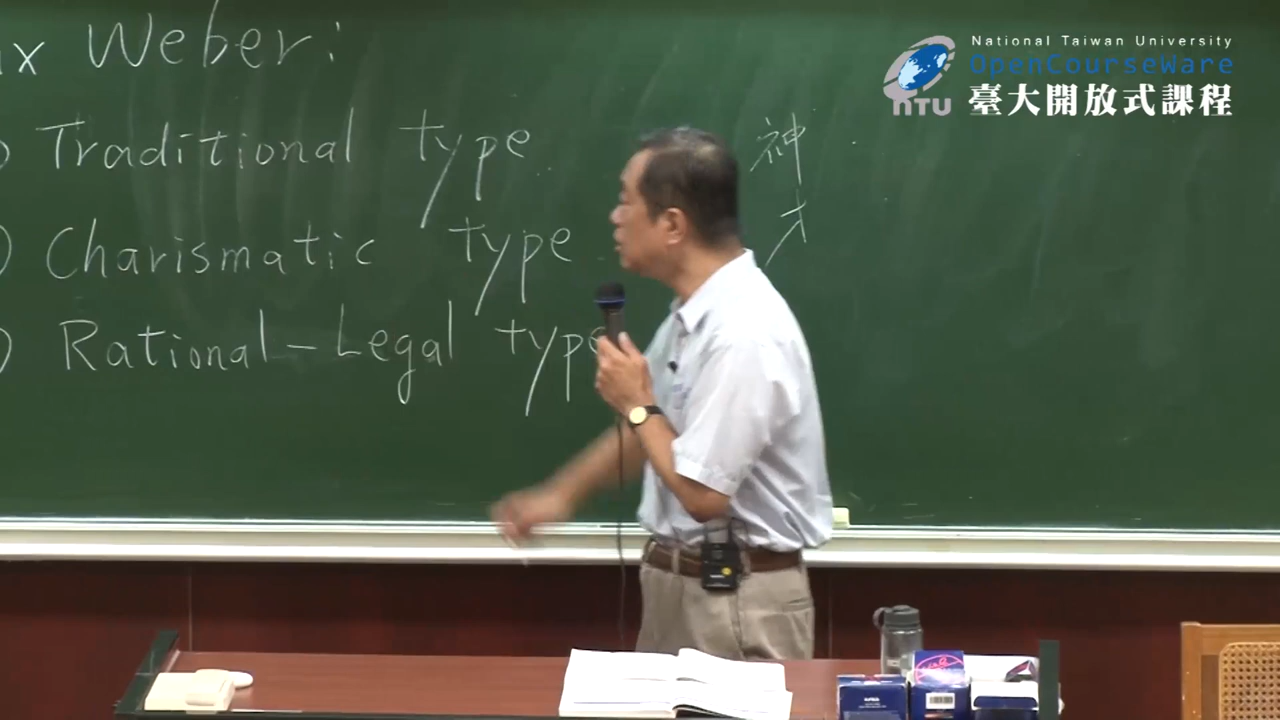 x Weber:
Traditional type
Charismatic type
Rational-Legal type
神
National Taiwan University
OpenCourseWare
NTU
臺大開放式課程